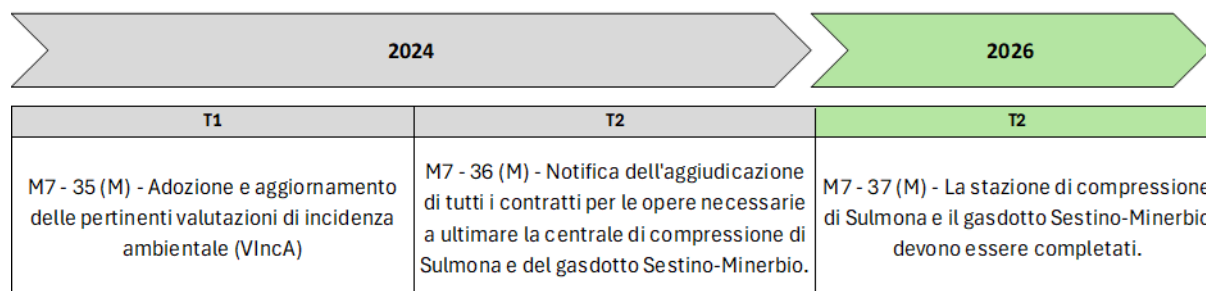 2024
2026
T1
T2
T2
M7 - 35 (M) - Adozione e aggiornamento
delle pertinenti valutazioni di incidenza
ambientale (VIncA)
M7 - 36 (M) - Notifica dell'aggiudicazione
di tutti i contratti per le opere necessarie
a ultimare la centrale di compressione di
Sulmona e del gasdotto Sestino-Minerbio.
M7 - 37 (M) - La stazione di compressione
di Sulmona e il gasdotto Sestino-Minerbio
devono essere completati.